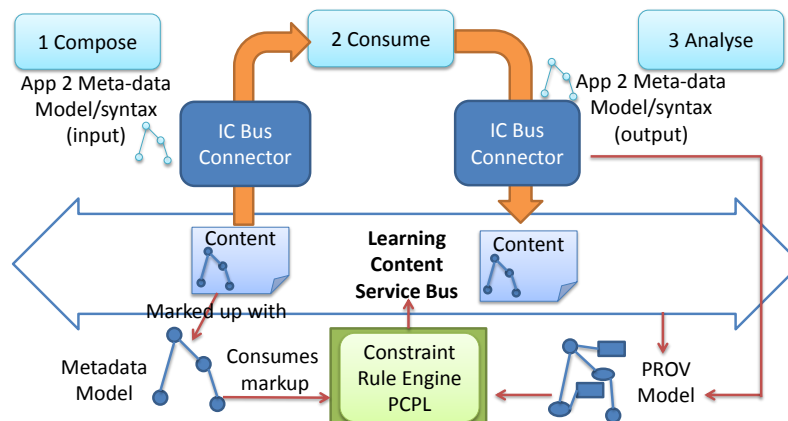 1 Compose
2 Consume
3 Analyse
App 2 Meta-data
Model/syntax
(input)
IC Bus
Connector
IC Bus
Connector
App 2 Meta-data
Model/syntax
(output)
Content
Learning
Content
Service Bus
Content
Marked up with
Metadata
Model
Consumes
markup
Constraint
Rule Engine
PCPL
PROV
Model